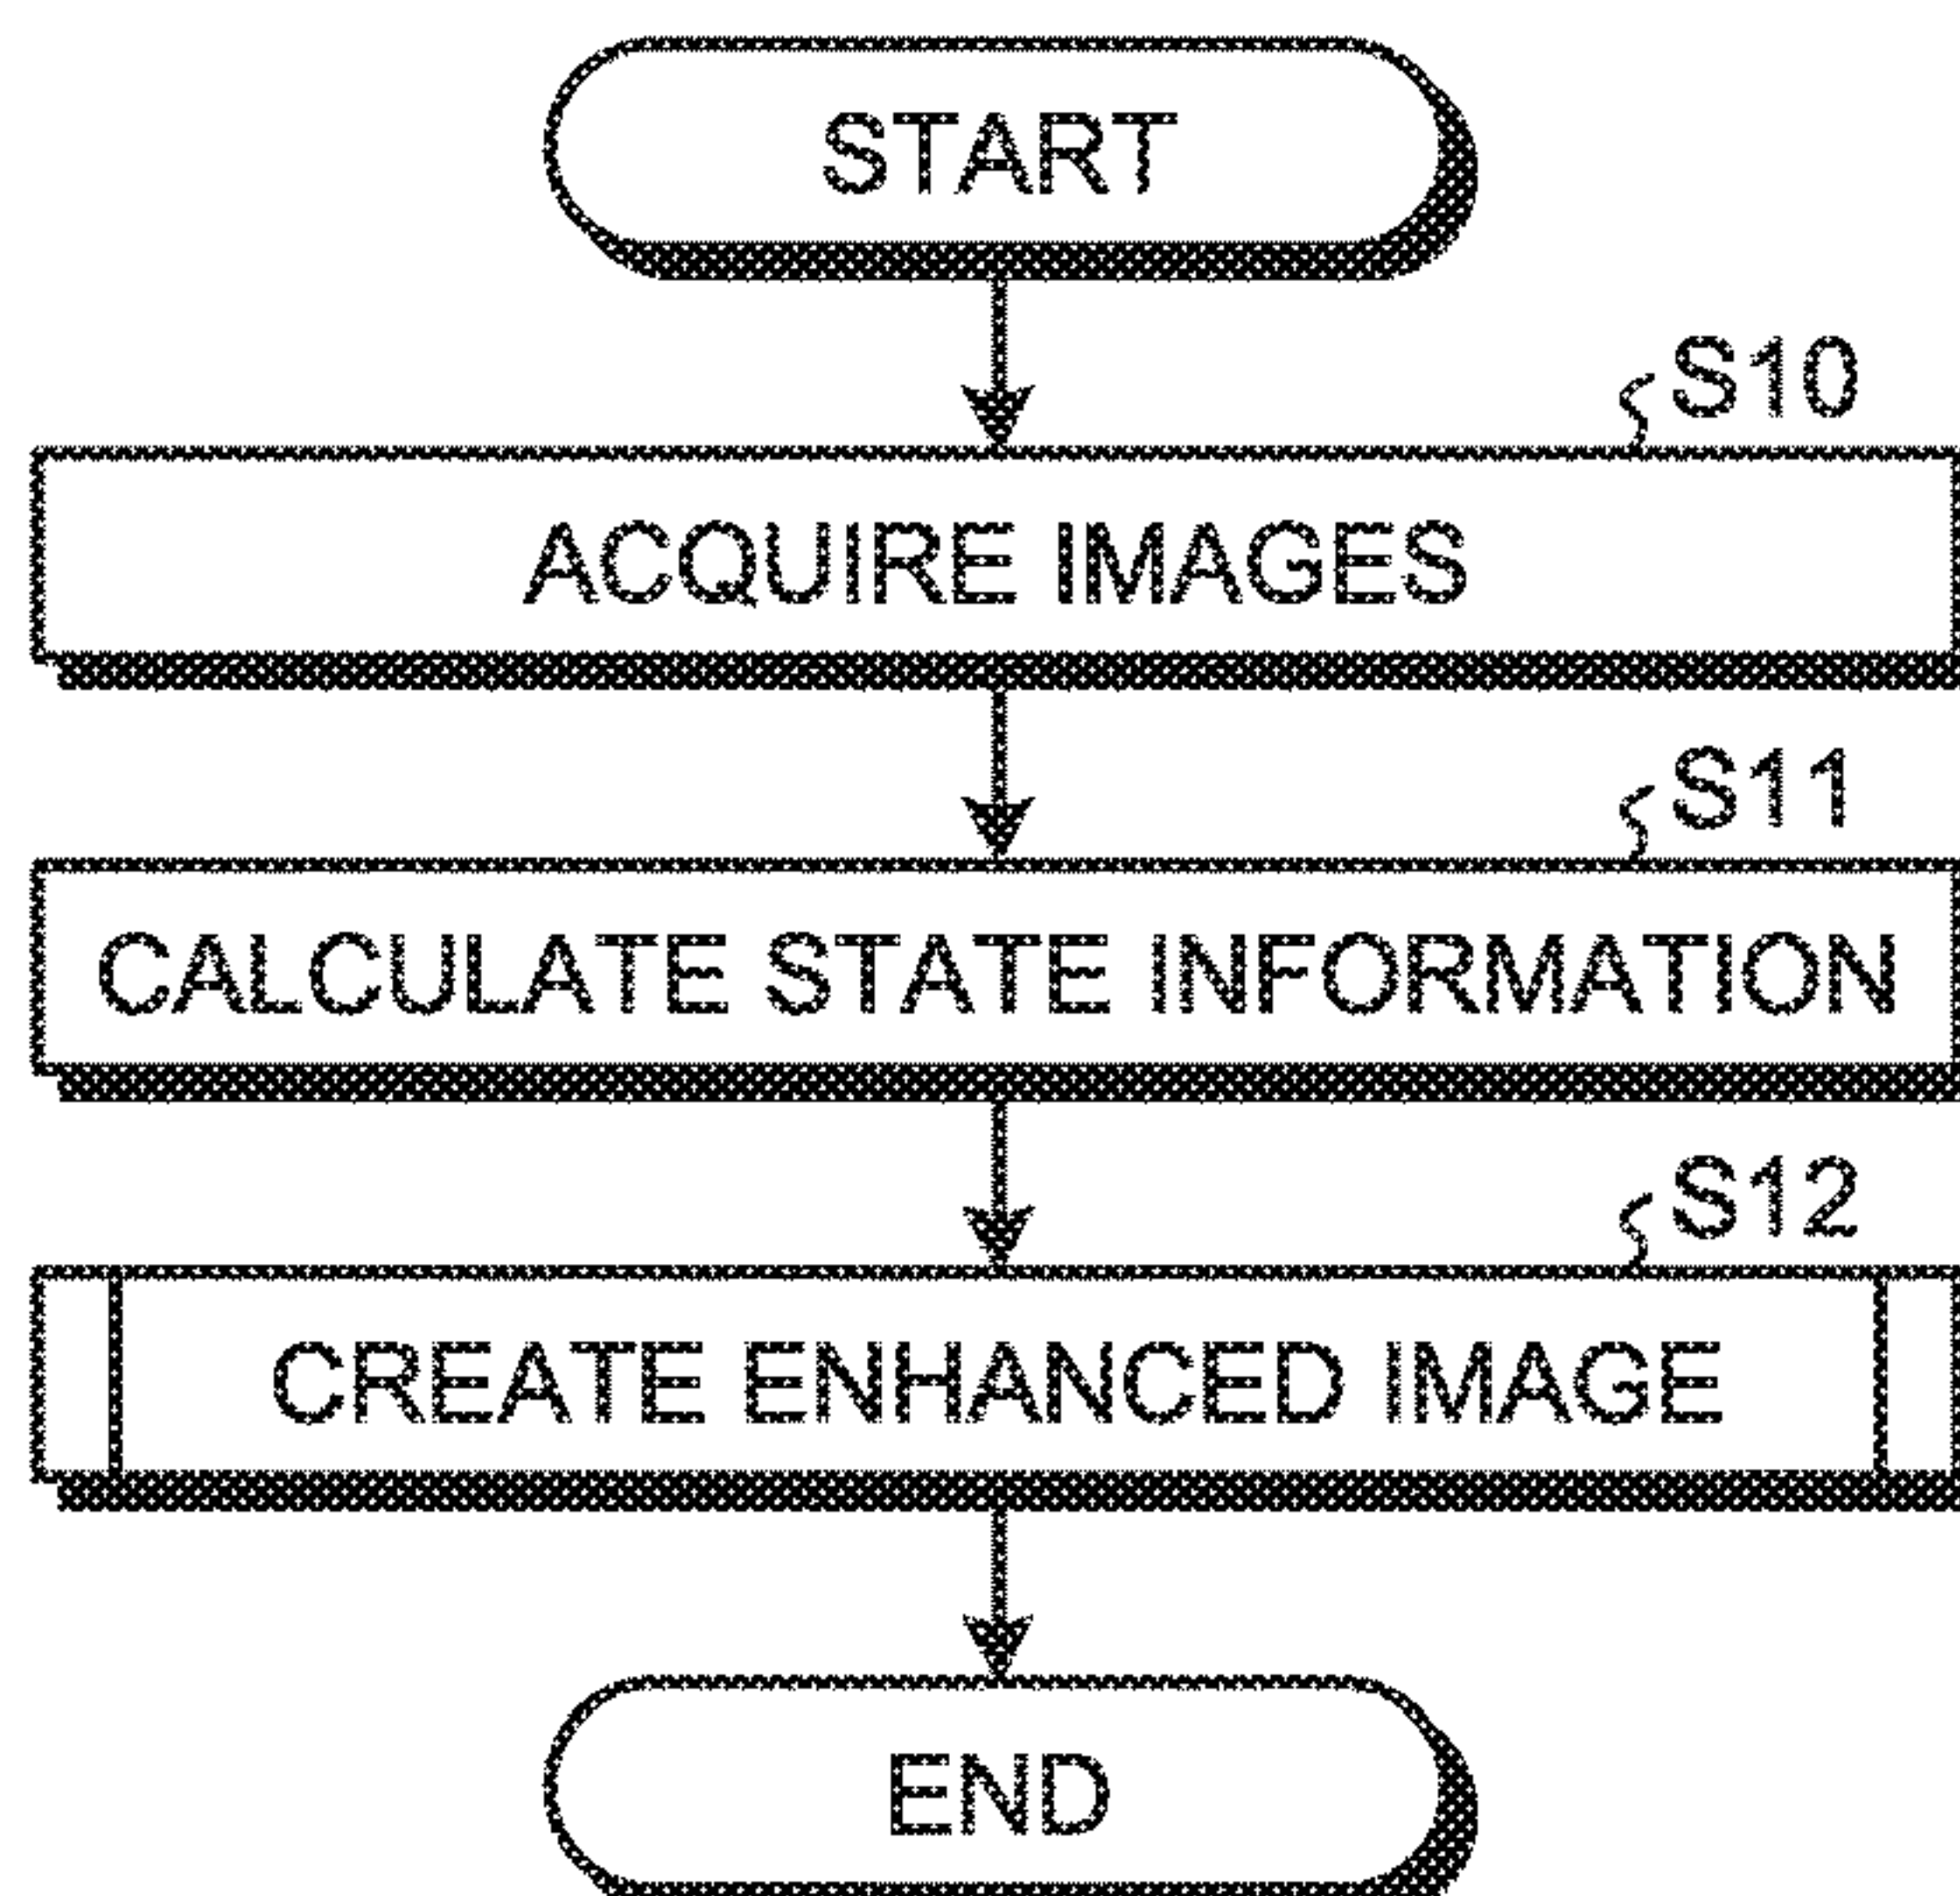 START
S10
ACQUIRE IMAGES
S11
CALCULATE STATE INFORMATION
S12
CREATE ENHANCED IMAGE
END